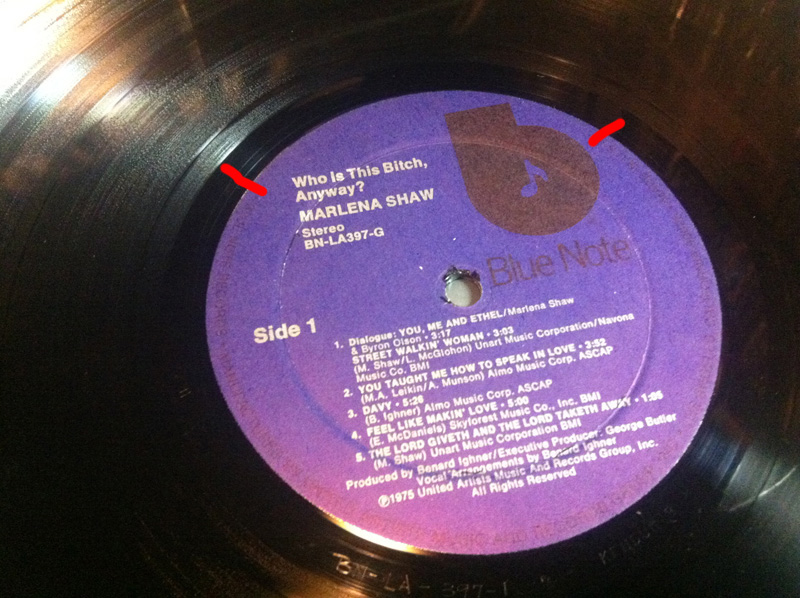 Who Is This Bitch,
Anyway?
MARLENA SHAW
Stereo
BN-LA397-G
Blue Note
Side 1
1. Dialogue: YOU, ME AND ETHEL/Marlena Shaw
& Byron Olson • 3:17
STREET WALKIN' WOMAN • 3:03
(M. Shaw/L. McGlohon) Unart Music Corporation/Navona
Music Co. BMI
2. YOU TAUGHT ME HOW TO SPEAK IN LOVE • 3:52
(M.A. Leikin/A. Munson) Almo Music Corp. ASCAP
3. DAVY • 5:26
(B. Ighner) Almo Music Corp. ASCAP
4. FEEL LIKE MAKIN' LOVE • 5:00
(E. McDaniels) Skyforest Music Co., Inc. BMI
5. THE LORD GIVETH AND THE LORD TAKETH AWAY • 1:05
(M. Shaw) Unart Music Corporation BMI
Produced by Benard Ighner/Executive Producer: George Butler
Vocal Arrangements by Benard Ighner
℗1975 United Artists Music And Records Group, Inc.
All Rights Reserved
BN-LA-397-1